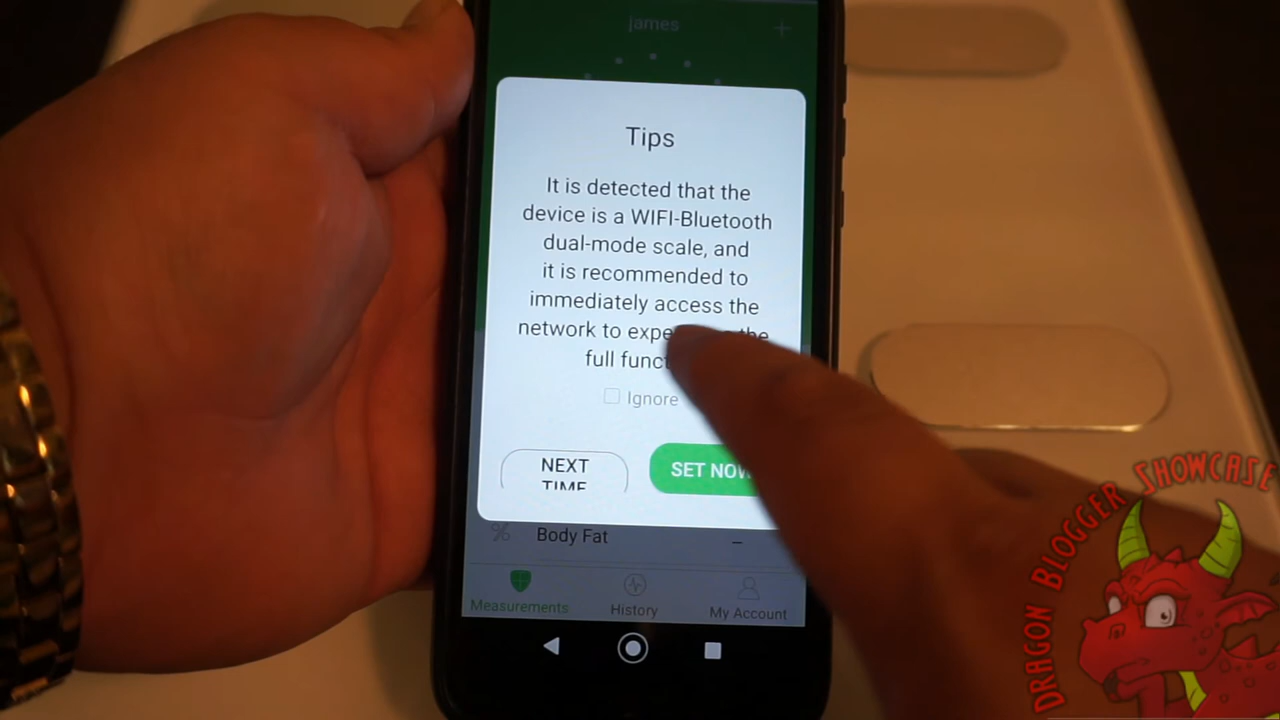 james
Tips
It is detected that the
device is a WIFI-Bluetooth
dual-mode scale, and
it is recommended to
immediately access the
network to the
full
Ignore
NEXT
TIME
SET NOW
% Body Fat –
Measurements
History
My Account
DRAGON BLOGGER SHOWCASE